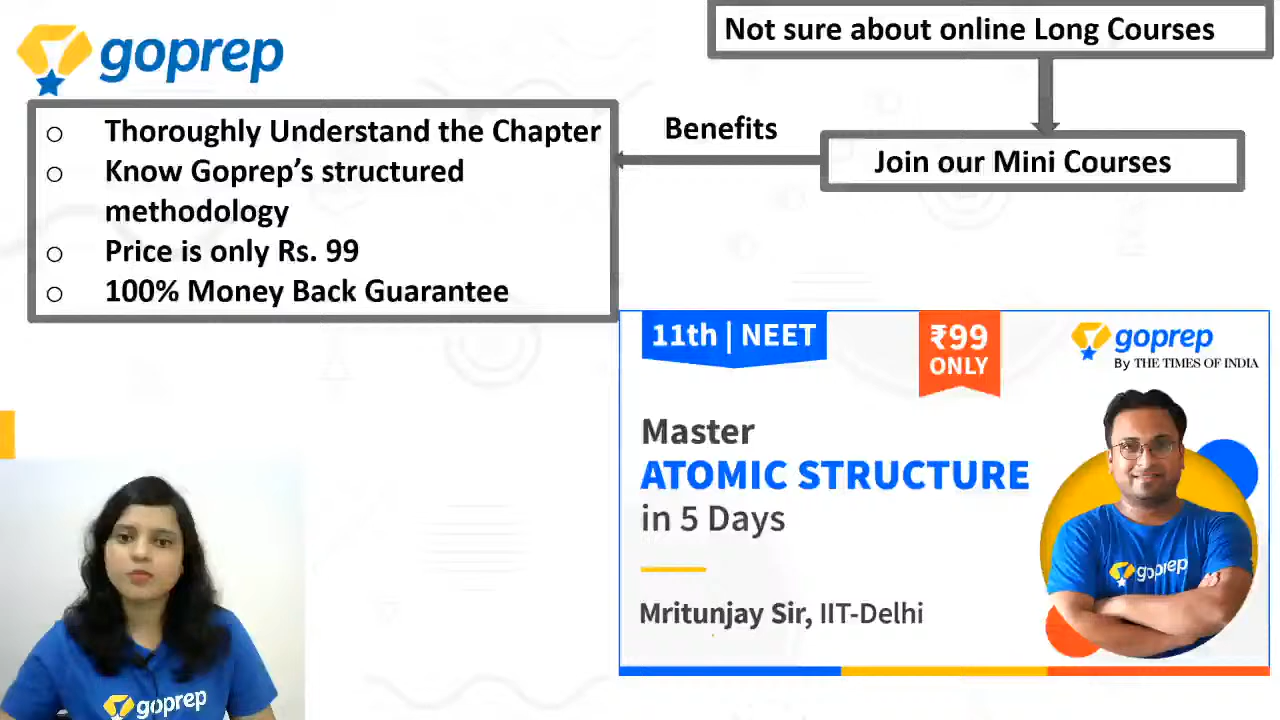 goprep
Not sure about online Long Courses
Join our Mini Courses
Benefits
○ Thoroughly Understand the Chapter
○ Know Goprep’s structured
methodology
○ Price is only Rs. 99
○ 100% Money Back Guarantee
11th | NEET
₹99
ONLY
goprep
By THE TIMES OF INDIA
Master
ATOMIC STRUCTURE
in 5 Days
Mritunjay Sir, IIT-Delhi
goprep
goprep